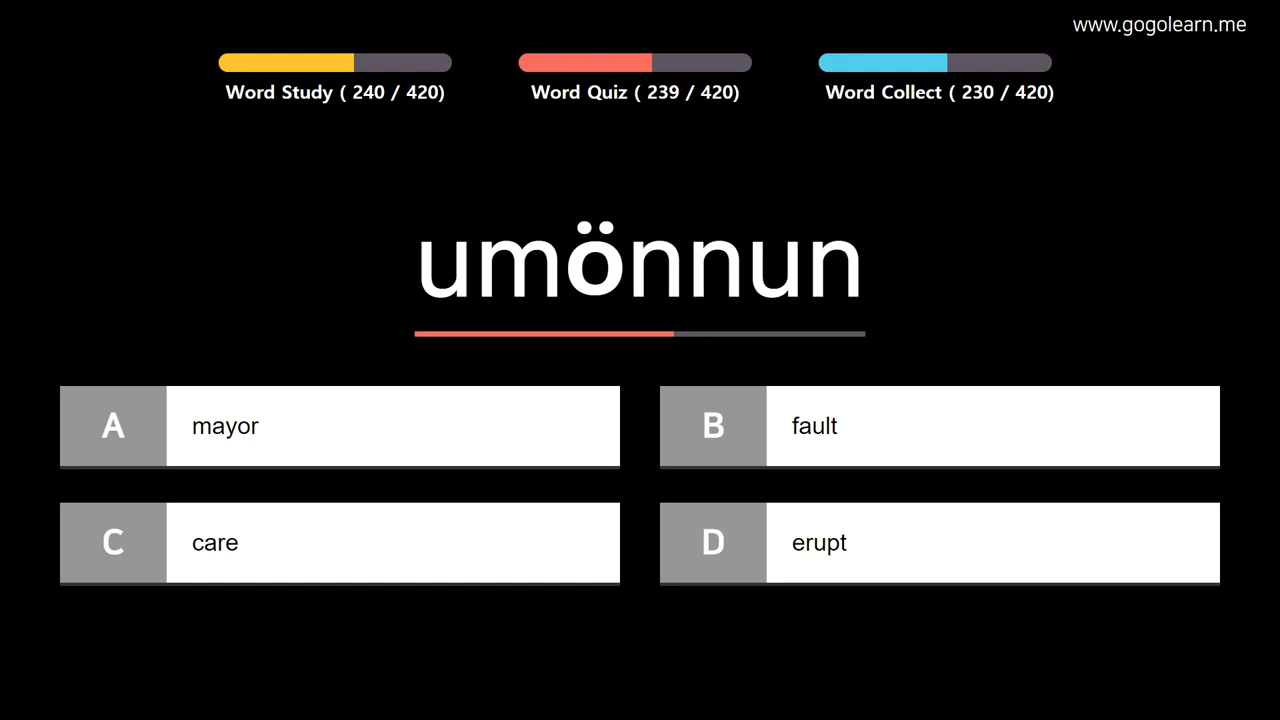 www.gogolearn.me
Word Study ( 240 / 420)
Word Quiz ( 239 / 420)
Word Collect ( 230 / 420)
umönnun
A mayor
B fault
C care
D erupt